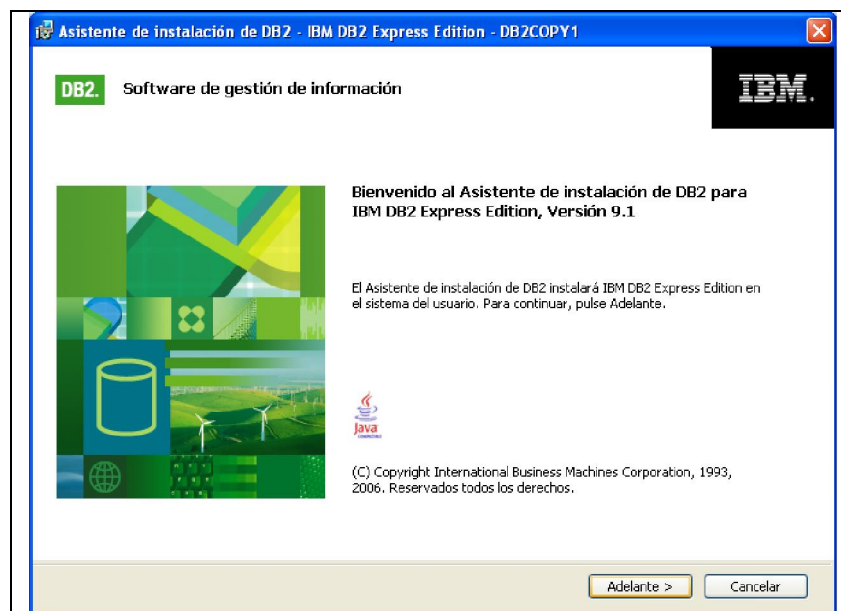 Asistente de instalación de DB2 - IBM DB2 Express Edition - DB2COPY1
DB2. Software de gestión de información
IBM.
Bienvenido al Asistente de instalación de DB2 para
IBM DB2 Express Edition, Versión 9.1
El Asistente de instalación de DB2 instalará IBM DB2 Express Edition en
el sistema del usuario. Para continuar, pulse Adelante.
Java
COMPATIBLE
(C) Copyright International Business Machines Corporation, 1993,
2006. Reservados todos los derechos.
Adelante > Cancelar